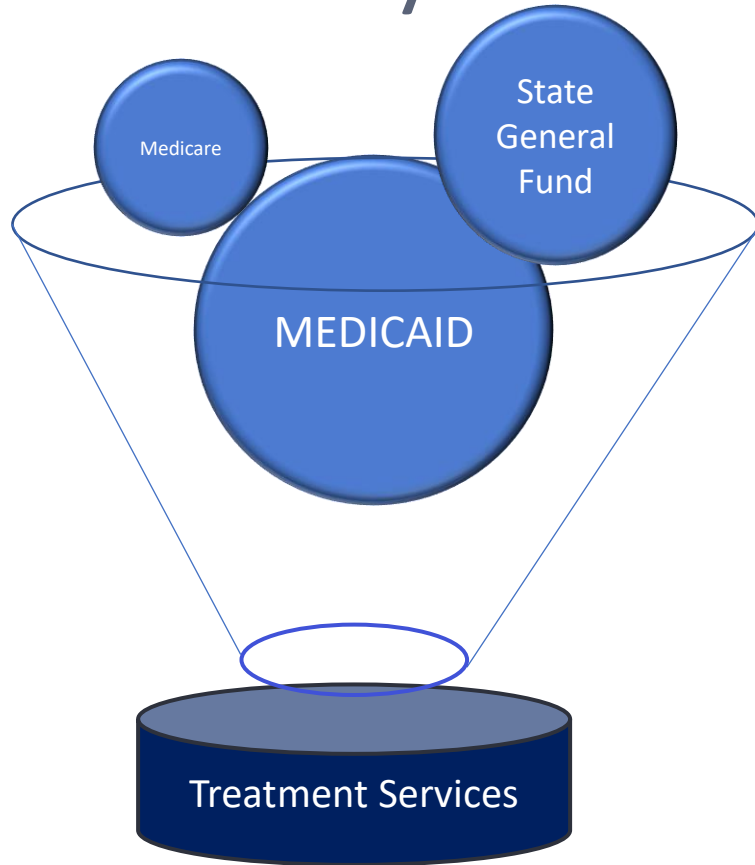 Medicare
State
General
Fund
MEDICAID
Treatment Services